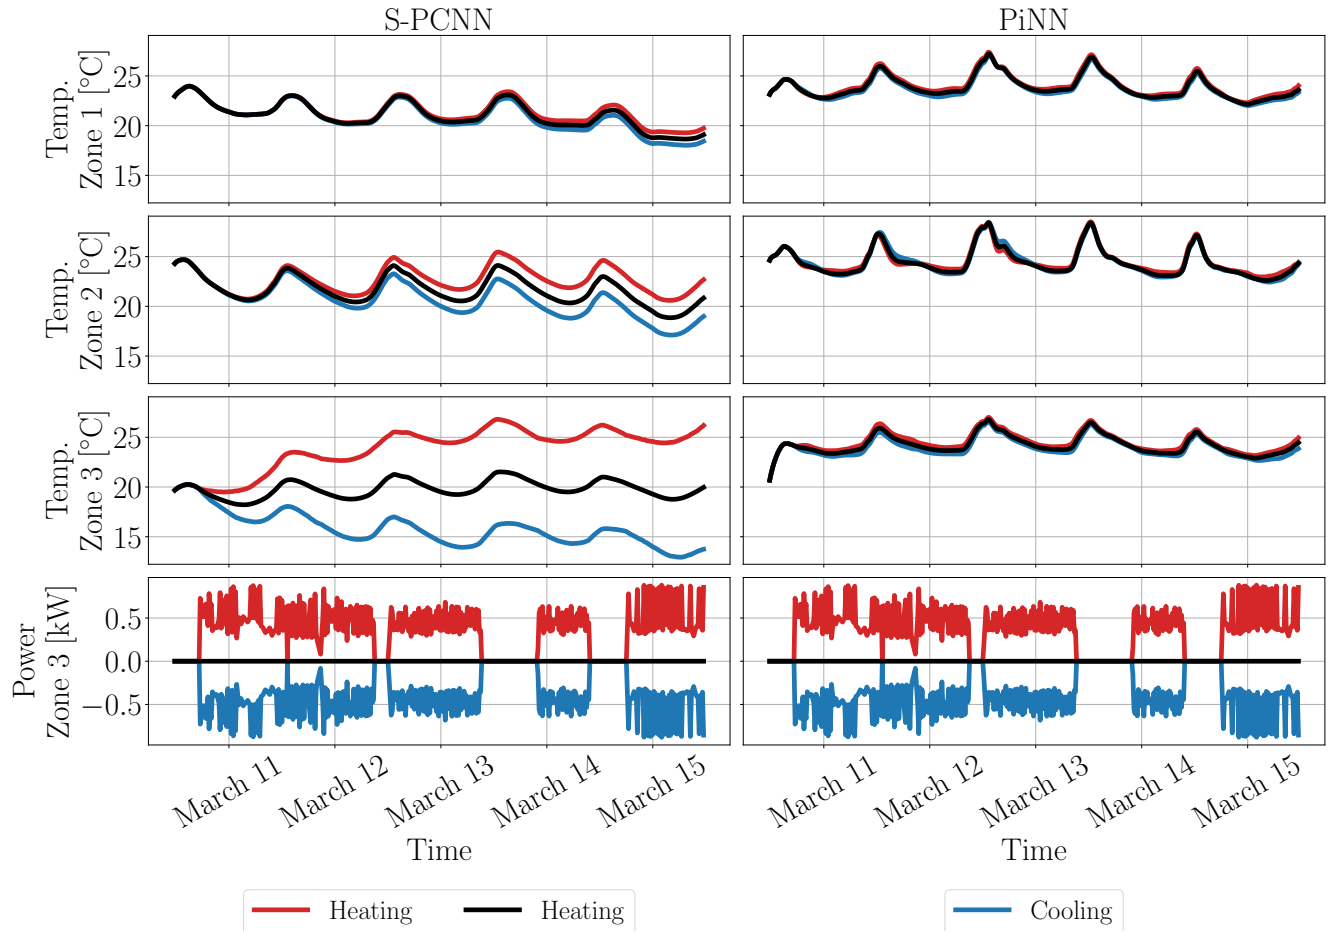 S-PCNN
PiNN
Temp.
Zone 1 [°C]
25
20
15
Temp.
Zone 2 [°C]
25
20
15
Temp.
Zone 3 [°C]
25
20
15
Power
Zone 3 [kW]
0.5
0.0
−0.5
March 11
March 12
March 13
March 14
March 15
March 11
March 12
March 13
March 14
March 15
Time
Time
Heating
Heating
Cooling